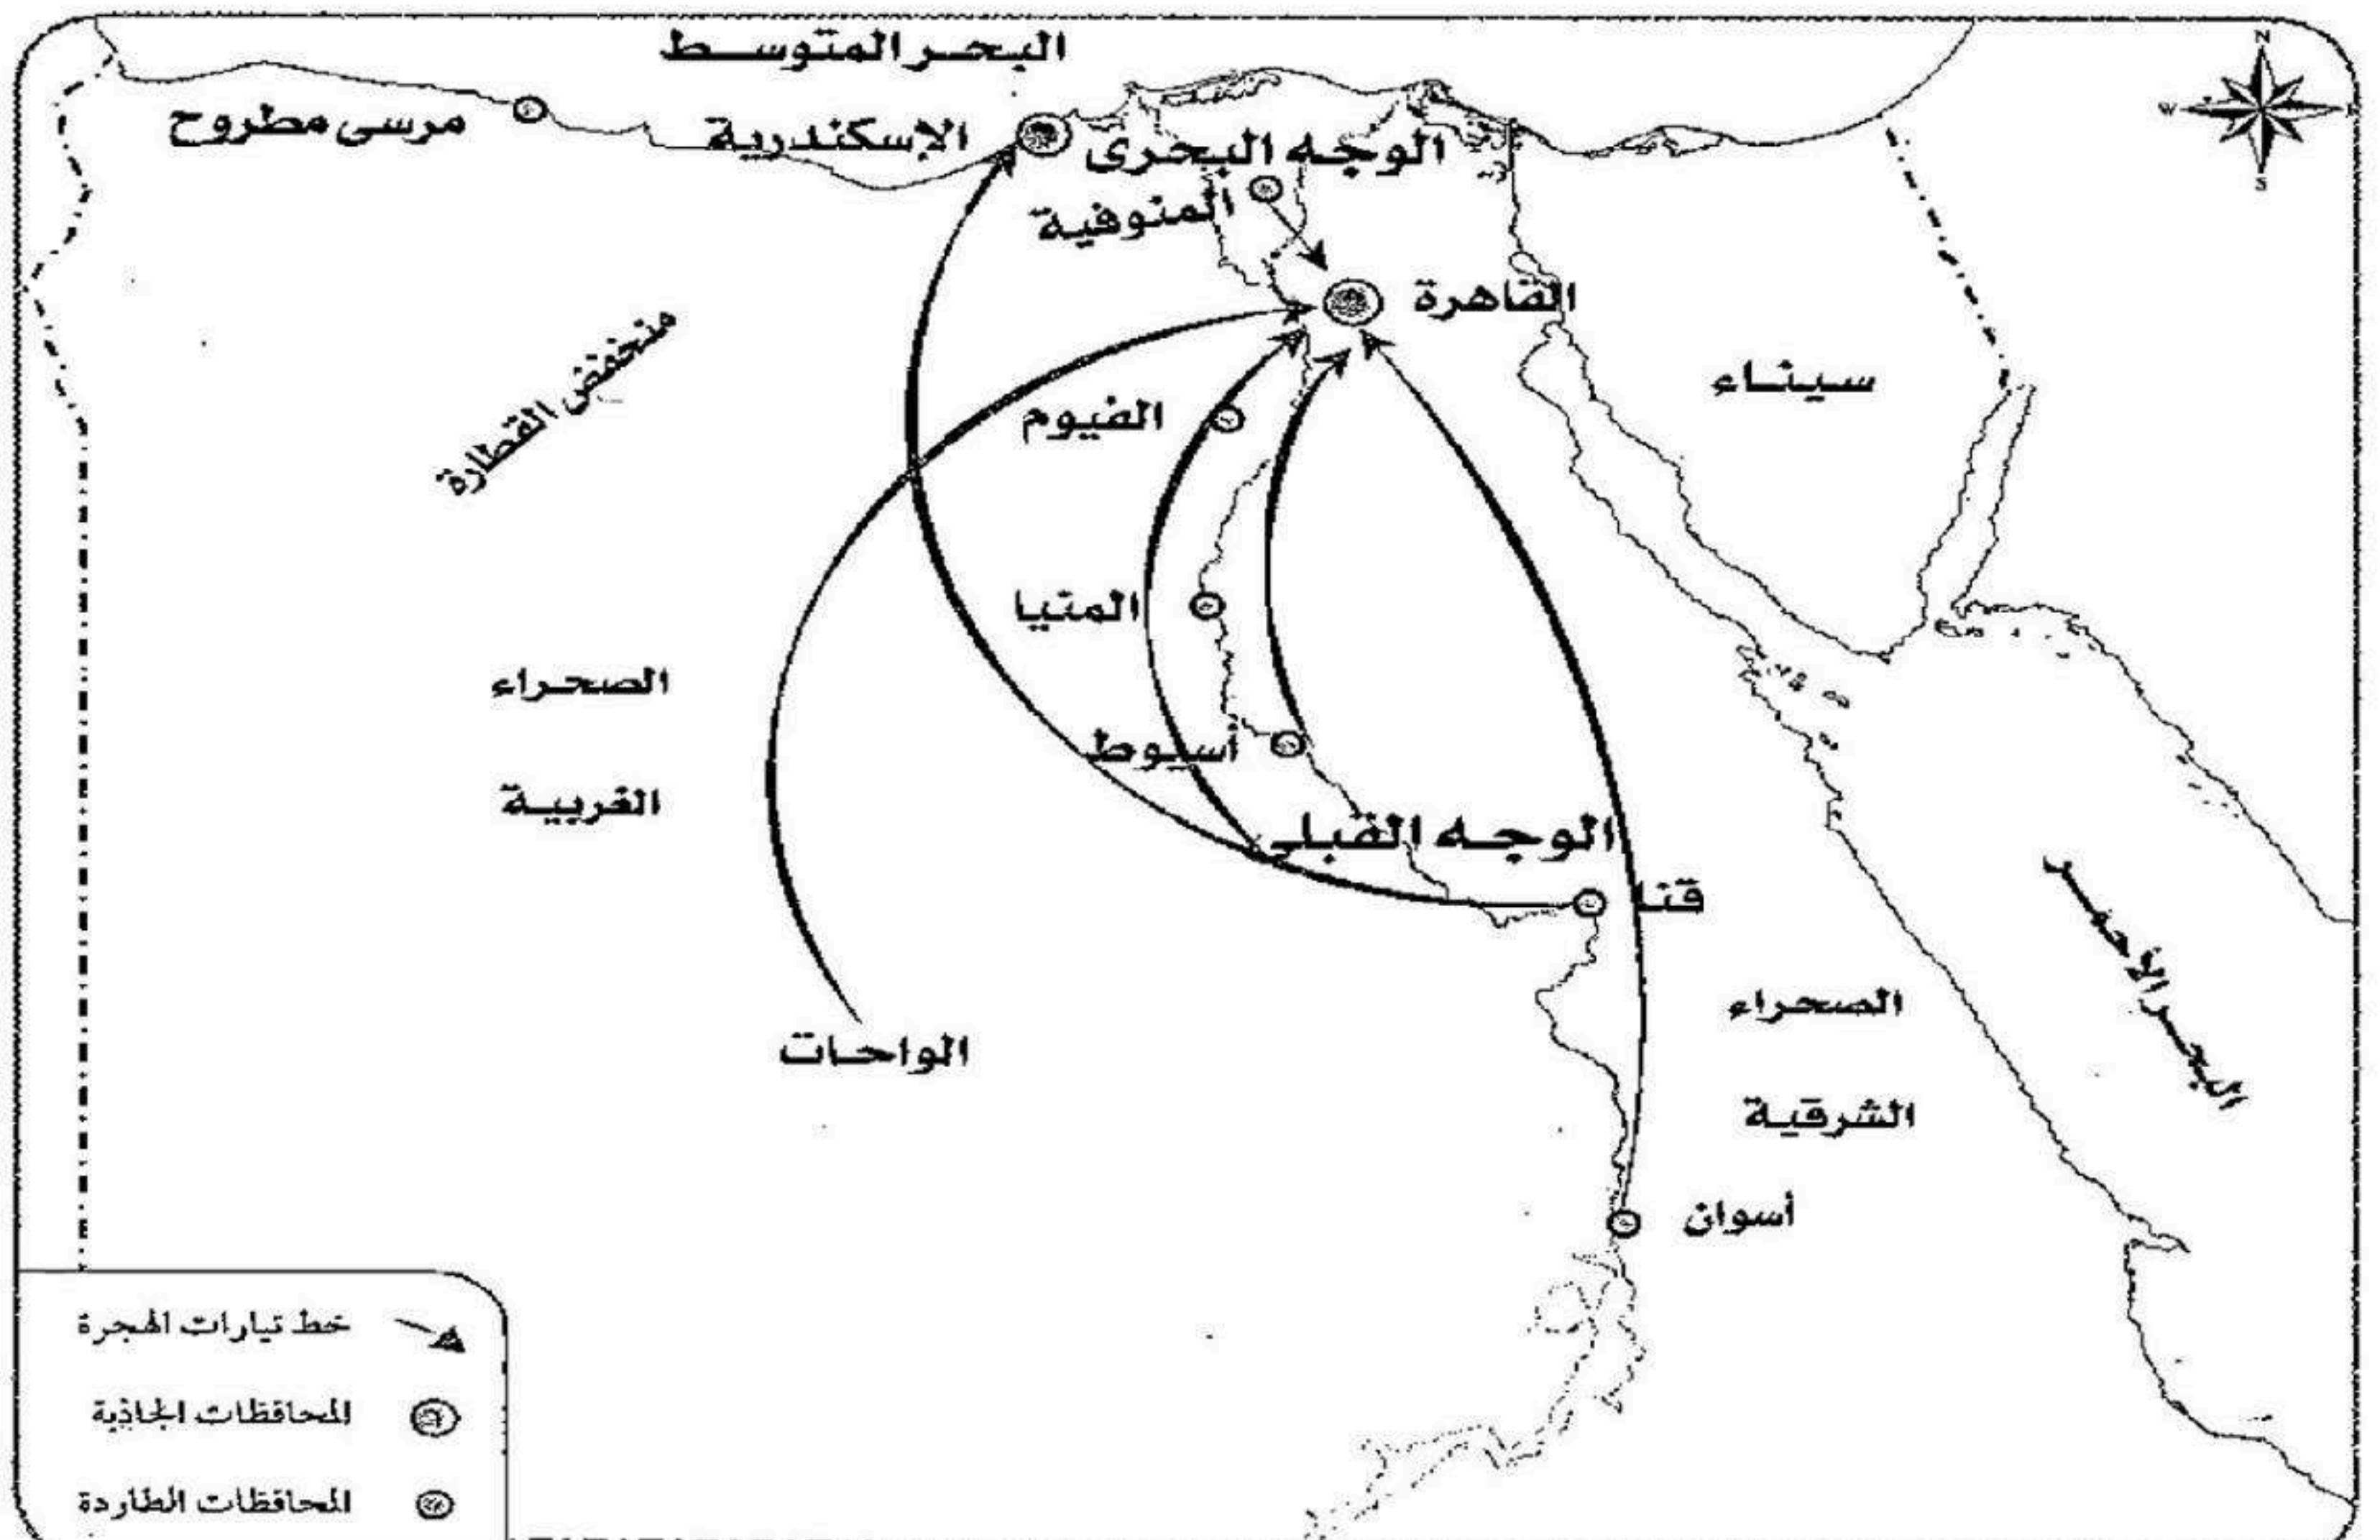 البحر المتوسط
N
W
S
مرسى مطروح
الإسكندرية
الوجه البحرى
المنوفية
القاهرة
منخفض القطارة
سيناء
الفيوم
المنيا
الصحراء
الغربية
أسيوط
الوجه القبلى
قنا
البحر الأحمر
الصحراء
الشرقية
الواحات
أسوان
خط تيارات الهجرة
المحافظات الجاذبة
المحافظات الطاردة